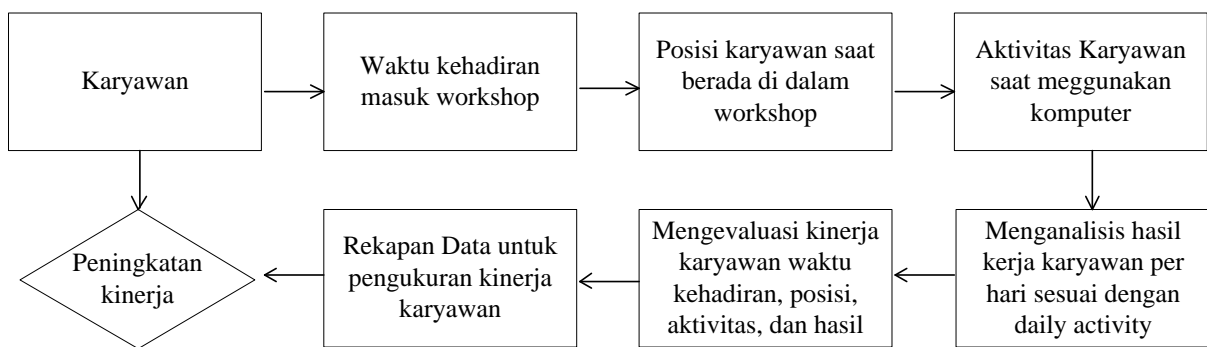 Karyawan
Waktu kehadiran
masuk workshop
Posisi karyawan saat
berada di dalam
workshop
Aktivitas Karyawan
saat meggunakan
komputer
Peningkatan
kinerja
Rekapan Data untuk
pengukuran kinerja
karyawan
Mengevaluasi kinerja
karyawan waktu
kehadiran, posisi,
aktivitas, dan hasil
Menganalisis hasil
kerja karyawan per
hari sesuai dengan
daily activity